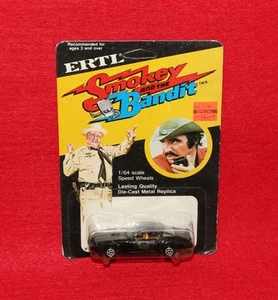 Recommended for
ages 3 and over
ERTL
Smokey
AND THE
Bandit TM
1/64 scale
Speed Wheels
Lasting Quality
Die-Cast Metal Replica